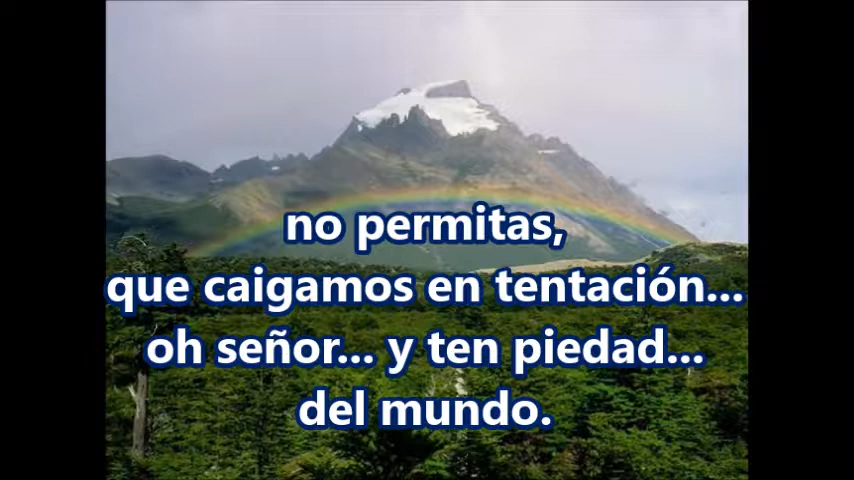 no permitas,
que caigamos en tentación...
oh señor... y ten piedad...
del mundo.